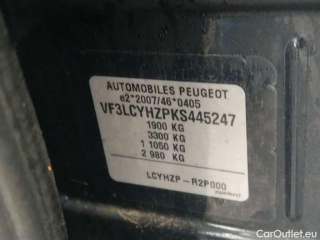 AUTOMOBILES PEUGEOT
e2*2007/46*0405
VF3LCYHZPKS445247
1900 KG
3300 KG
1 1050 KG
2 980 KG
LCYHZP-R2P000
CarOutlet.eu